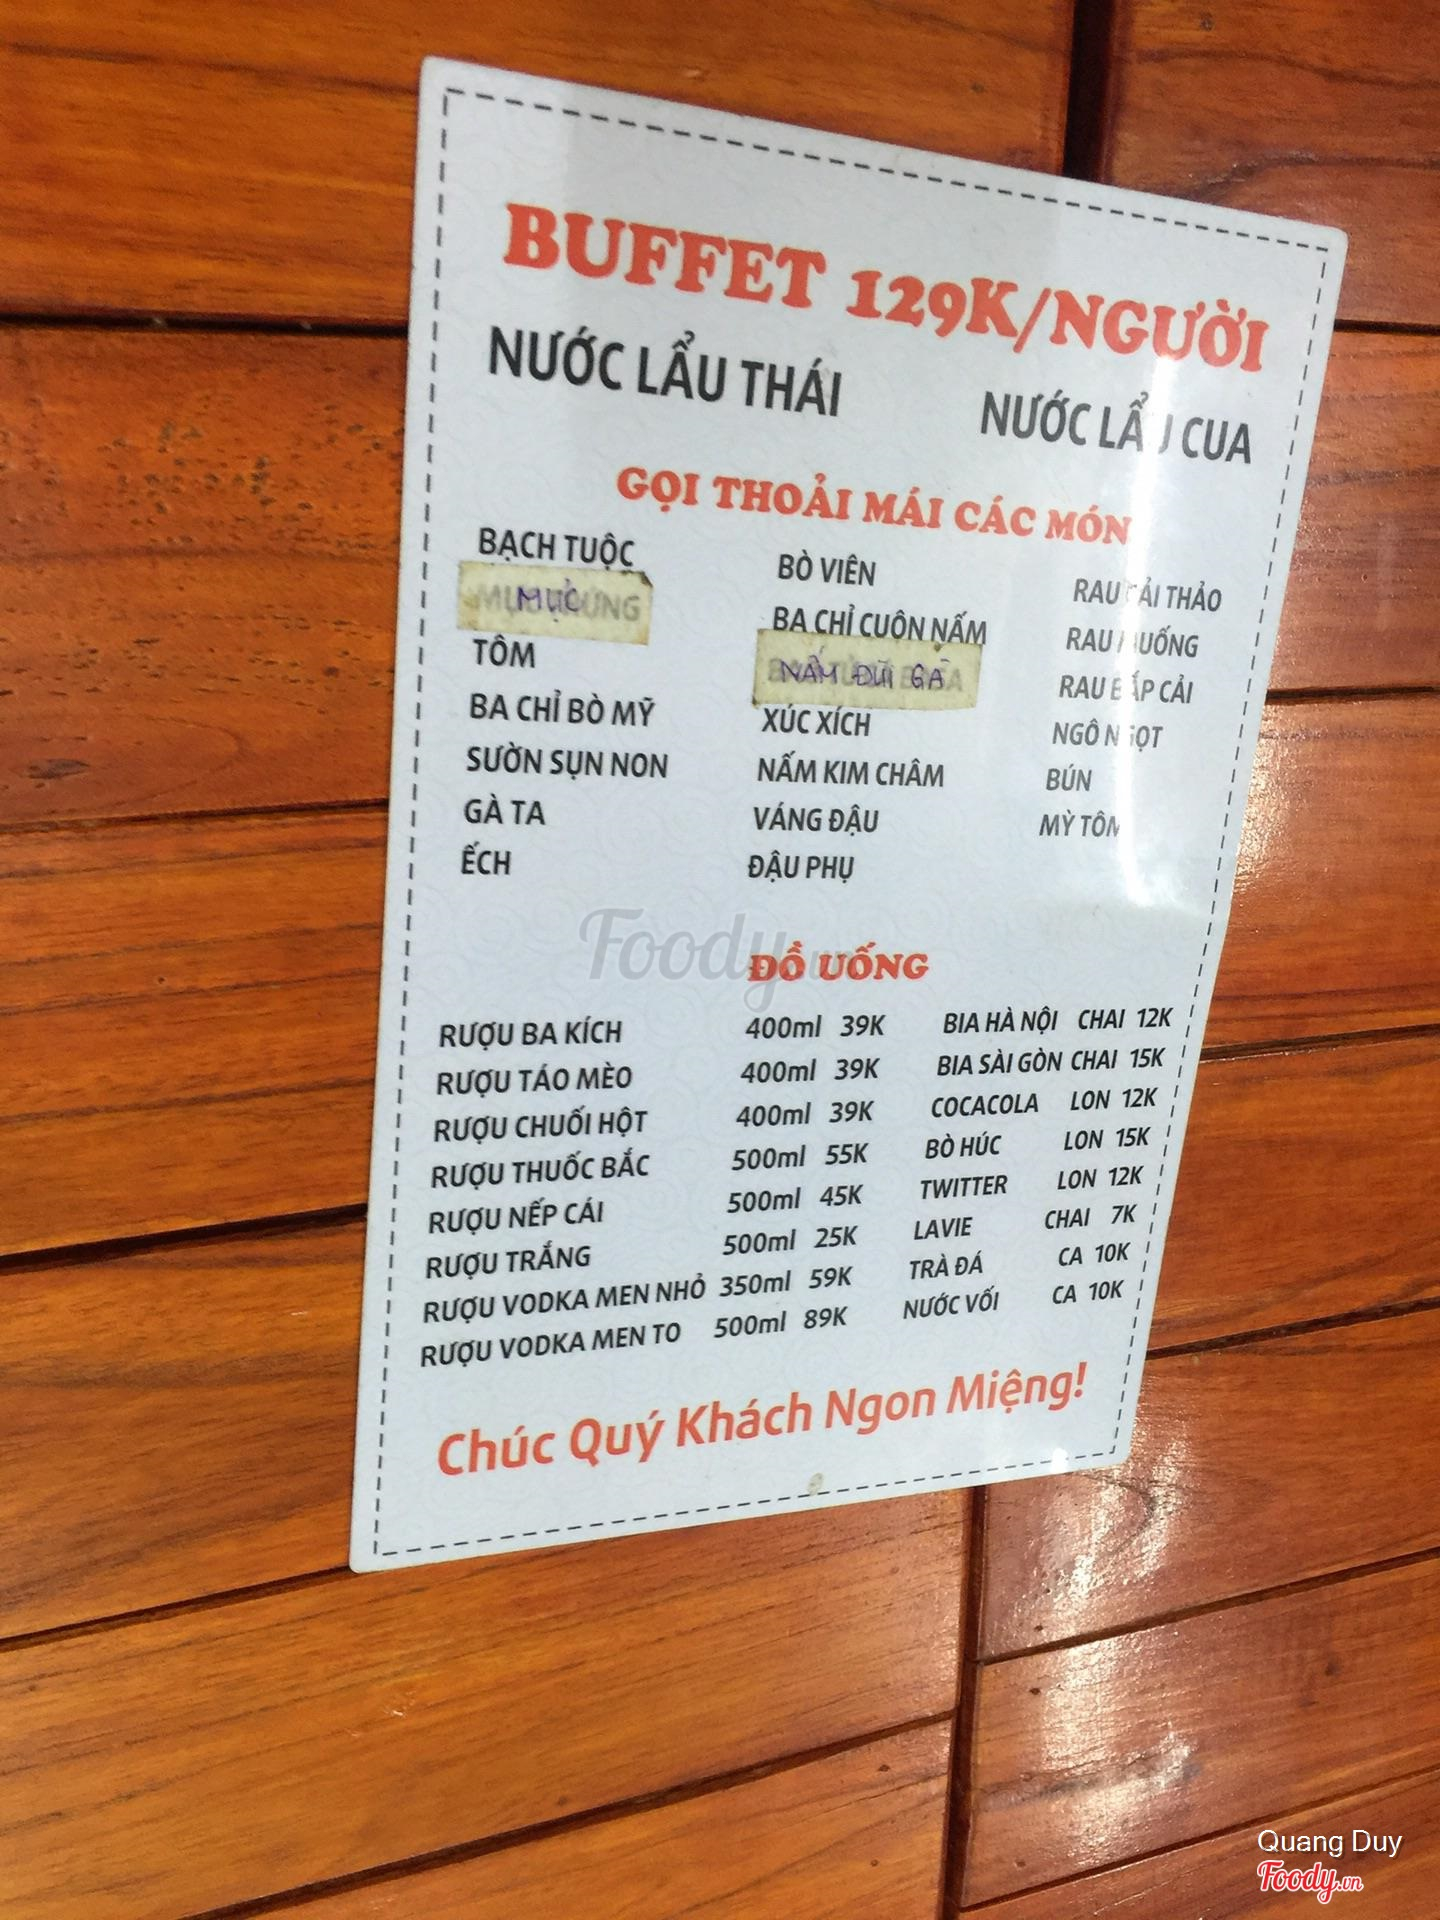 BUFFET 129K/NGƯỜI
NƯỚC LẨU THÁI NƯỚC LẨU CUA
GỌI THOẢI MÁI CÁC MÓN
BẠCH TUỘC
MỰC
TÔM
BA CHỈ BÒ MỸ
SƯỜN SỤN NON
GÀ TA
ẾCH
BÒ VIÊN
BA CHỈ CUÔN NẤM
NẤM ĐÙI GÀ
XÚC XÍCH
NẤM KIM CHÂM
VÁNG ĐẬU
ĐẬU PHỤ
RAU CẢI THẢO
RAU MUỐNG
RAU BẮP CẢI
NGÔ NGỌT
BÚN
MỲ TÔM
Foody.vn
ĐỒ UỐNG
RƯỢU BA KÍCH 400ml 39K
RƯỢU TÁO MÈO 400ml 39K
RƯỢU CHUỐI HỘT 400ml 39K
RƯỢU THUỐC BẮC 500ml 55K
RƯỢU NẾP CÁI 500ml 45K
RƯỢU TRẮNG 500ml 25K
RƯỢU VODKA MEN NHỎ 350ml 59K
RƯỢU VODKA MEN TO 500ml 89K
BIA HÀ NỘI CHAI 12K
BIA SÀI GÒN CHAI 15K
COCACOLA LON 12K
BÒ HÚC LON 15K
TWITTER LON 12K
LAVIE CHAI 7K
TRÀ ĐÁ CA 10K
NƯỚC VỐI CA 10K
Chúc Quý Khách Ngon Miệng!
Quang Duy
Foody.vn